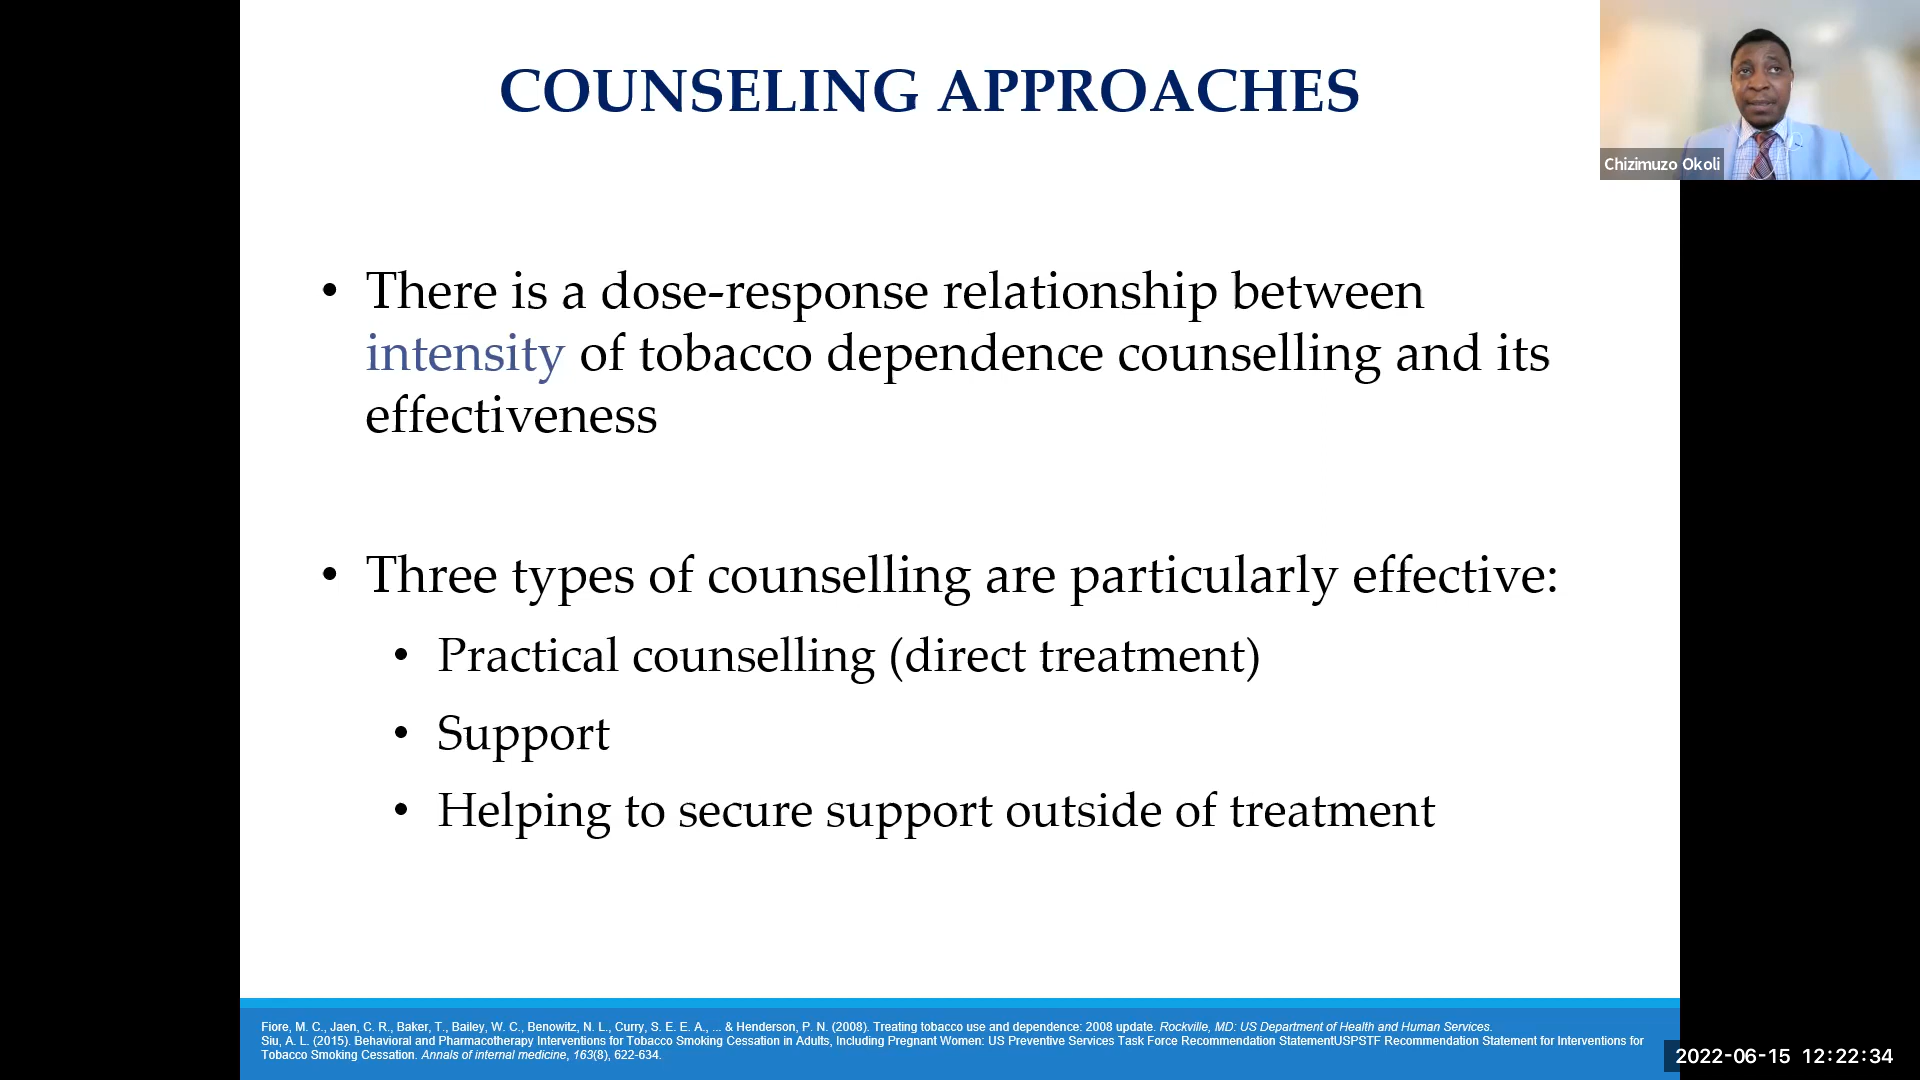 COUNSELING APPROACHES
Chizimuzo Okoli
• There is a dose-response relationship between
intensity of tobacco dependence counselling and its
effectiveness
• Three types of counselling are particularly effective:
• Practical counselling (direct treatment)
• Support
• Helping to secure support outside of treatment
Fiore, M. C., Jaen, C. R., Baker, T., Bailey, W. C., Benowitz, N. L., Curry, S. E. E. A., ... & Henderson, P. N. (2008). Treating tobacco use and dependence: 2008 update. Rockville, MD: US Department of Health and Human Services.
Siu, A. L. (2015). Behavioral and Pharmacotherapy Interventions for Tobacco Smoking Cessation in Adults, Including Pregnant Women: US Preventive Services Task Force Recommendation StatementUSPSTF Recommendation Statement for Interventions for
Tobacco Smoking Cessation. Annals of internal medicine, 163(8), 622-634.
2022-06-15 12:22:34